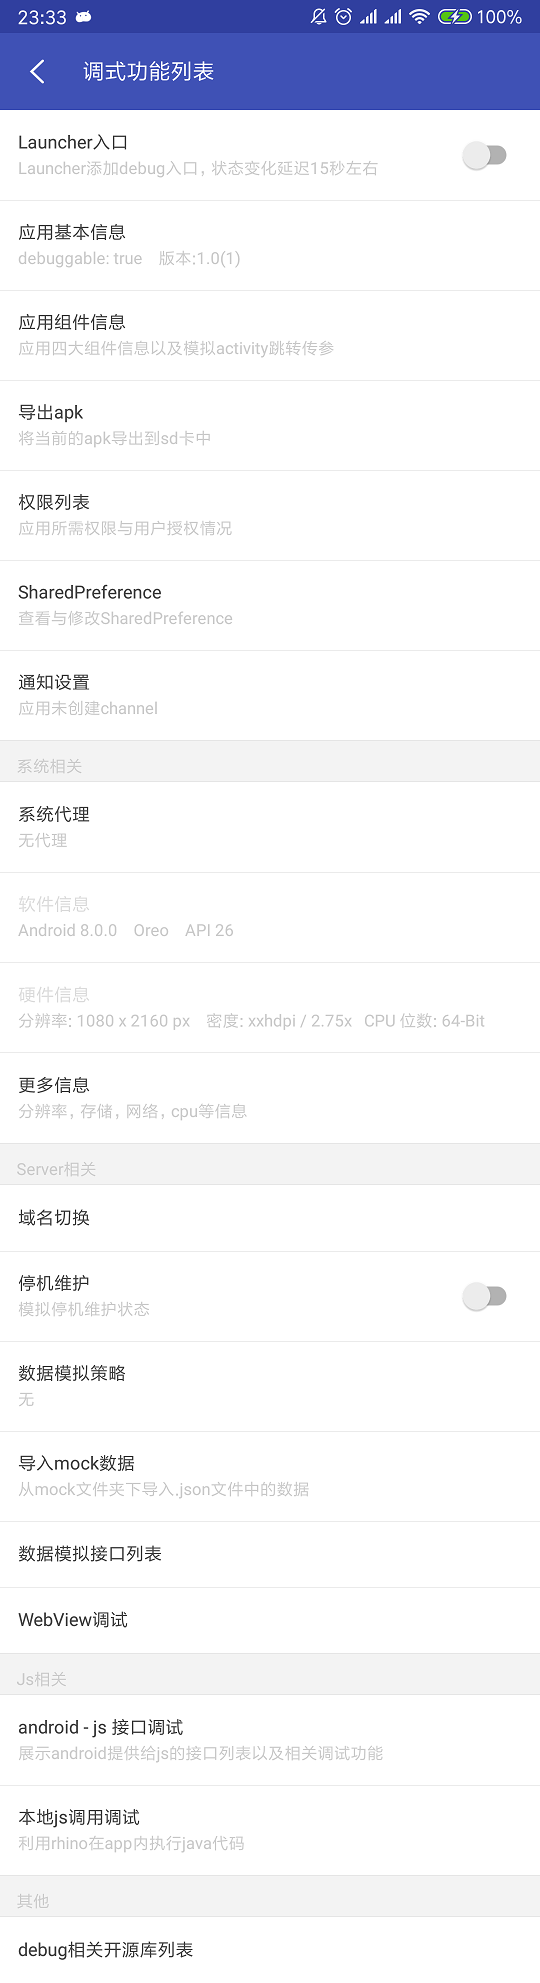 23:33
100%
调式功能列表
Launcher入口
Launcher添加debug入口, 状态变化延迟15秒左右
应用基本信息
debuggable: true 版本:1.0(1)
应用组件信息
应用四大组件信息以及模拟activity跳转传参
导出apk
将当前的apk导出到sd卡中
权限列表
应用所需权限与用户授权情况
SharedPreference
查看与修改SharedPreference
通知设置
应用未创建channel
系统相关
系统代理
无代理
软件信息
Android 8.0.0 Oreo API 26
硬件信息
分辨率: 1080 x 2160 px 密度: xxhdpi / 2.75x CPU 位数: 64-Bit
更多信息
分辨率, 存储, 网络, cpu等信息
Server相关
域名切换
停机维护
模拟停机维护状态
数据模拟策略
无
导入mock数据
从mock文件夹下导入.json文件中的数据
数据模拟接口列表
WebView调试
Js相关
android - js 接口调试
展示android提供给js的接口列表以及相关调试功能
本地js调用调试
利用rhino在app内执行java代码
其他
debug相关开源库列表